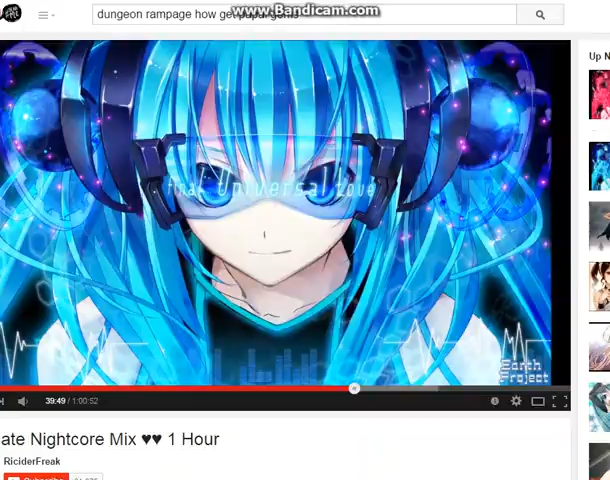 www.Bandicam.com
dungeon rampage how get
Up N
final Universal Love
Earth
Project
39:49 / 1:00:52
ate Nightcore Mix ♥♥ 1 Hour
RiciderFreak
Subscribe